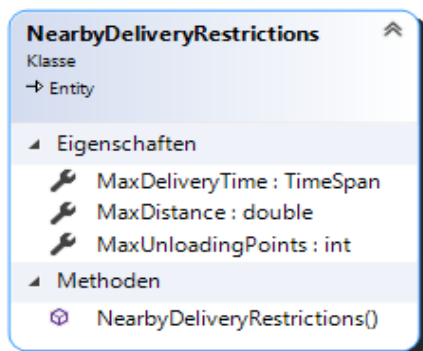 NearbyDeliveryRestrictions
Klasse
Entity
Eigenschaften
MaxDeliveryTime : TimeSpan
MaxDistance : double
MaxUnloadingPoints : int
Methoden
NearbyDeliveryRestrictions()